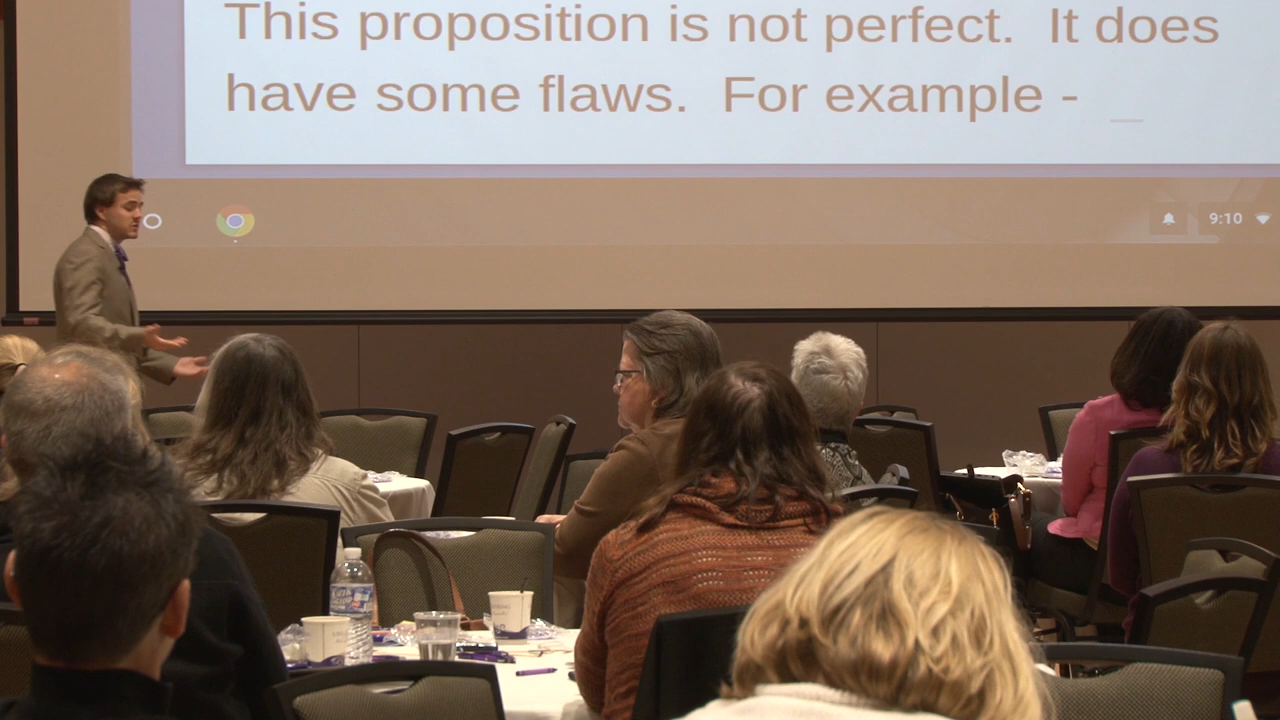 This proposition is not perfect. It does
have some flaws. For example - _
9:10